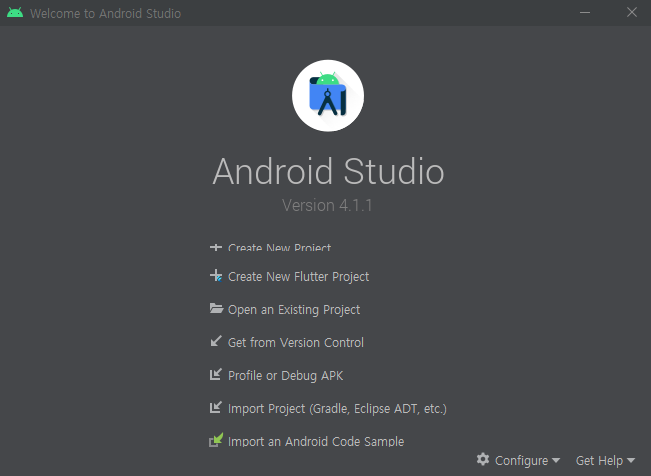 Welcome to Android Studio
Android Studio
Version 4.1.1
Create New Project
Create New Flutter Project
Open an Existing Project
Get from Version Control
Profile or Debug APK
Import Project (Gradle, Eclipse ADT, etc.)
Import an Android Code Sample
Configure Get Help